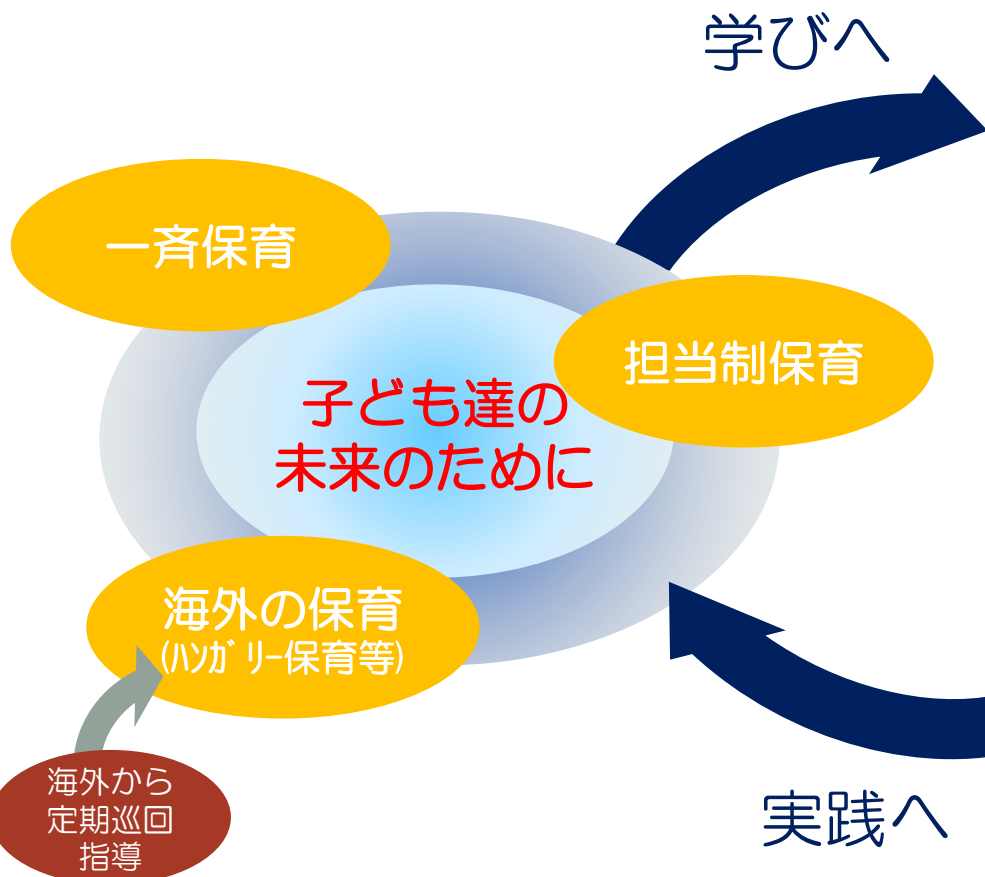 学びへ
一斉保育
担当制保育
子ども達の
未来のために
海外の保育
(ﾊﾝｶﾞﾘｰ保育等)
海外から
定期巡回
指導
実践へ